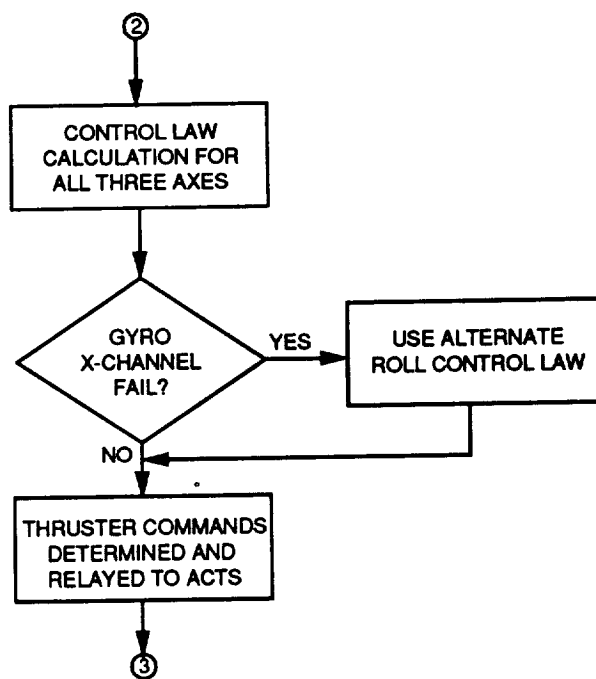 2
CONTROL LAW
CALCULATION FOR
ALL THREE AXES
GYRO
X-CHANNEL
FAIL?
YES
USE ALTERNATE
ROLL CONTROL LAW
NO
THRUSTER COMMANDS
DETERMINED AND
RELAYED TO ACTS
3